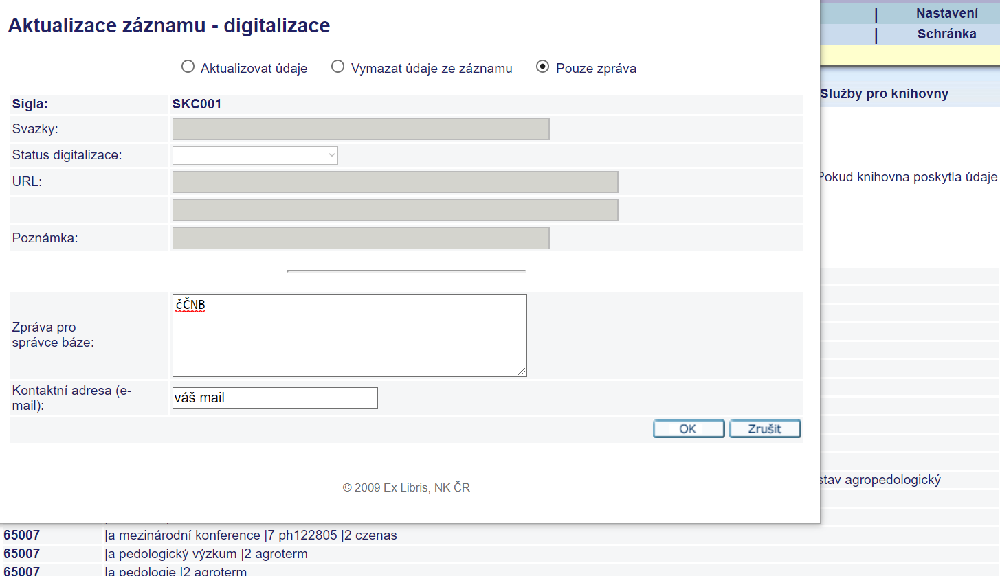 Aktualizace záznamu - digitalizace
Nastavení
Schránka
Aktualizovat údaje Vymazat údaje ze záznamu Pouze zpráva
Služby pro knihovny
Sigla: SKC001
Svazky:
Status digitalizace:
URL:
Pokud knihovna poskytla údaje
Poznámka:
Zpráva pro
správce báze:
čČNB
Kontaktní adresa (e-
mail):
váš mail
OK Zrušit
© 2009 Ex Libris, NK ČR
stav agropedologický
65007 |a mezinárodní konference |7 ph122805 |2 czenas
65007 |a pedologický výzkum |2 agroterm
65007 |a pedologie |2 agroterm